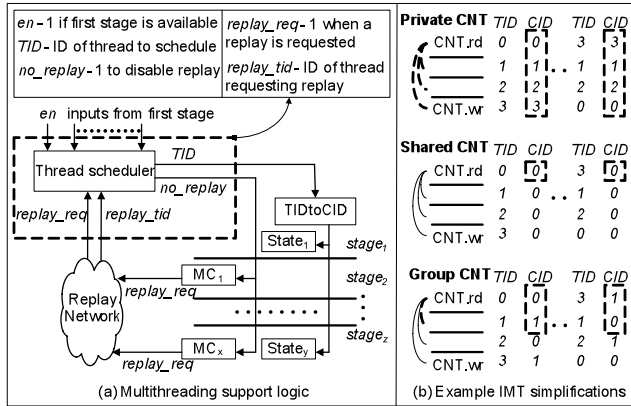 en - 1 if first stage is available
TID - ID of thread to schedule
no_replay - 1 to disable replay
replay_req - 1 when a
replay is requested
replay_tid - ID of thread
requesting replay
en inputs from first stage
Thread scheduler
TID
no_replay
replay_req
replay_tid
TIDtoCID
State1
stage1
MC1
stage2
replay_req
Replay
Network
stagez
MCx
Statey
replay_req
(a) Multithreading support logic
Private CNT TID CID TID CID
CNT.rd 0 0 3 3
1 1 . . 1 1
2 2 2 2
CNT.wr 3 3 0 0
Shared CNT TID CID TID CID
CNT.rd 0 0 3 0
1 0 . . 1 0
2 0 2 0
CNT.wr 3 0 0 0
Group CNT TID CID TID CID
CNT.rd 0 0 3 1
1 1 . . 1 0
2 0 2 1
CNT.wr 3 1 0 0
(b) Example IMT simplifications